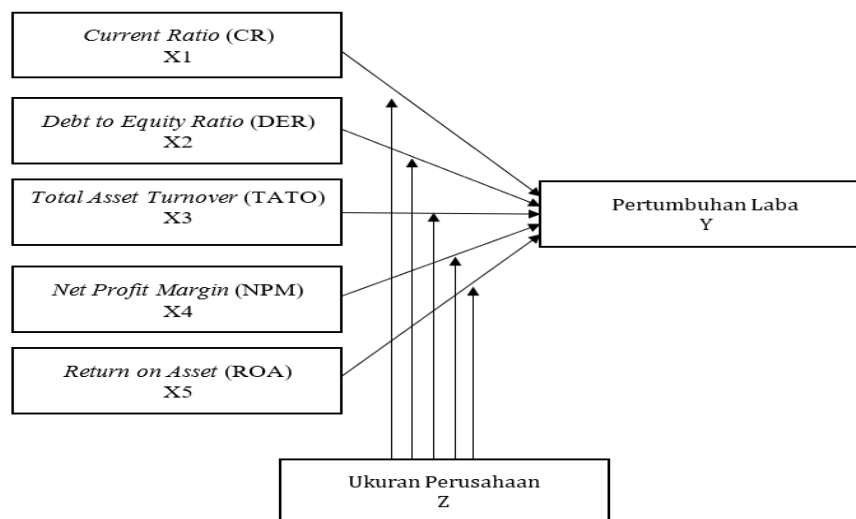 Current Ratio (CR)
X1
Debt to Equity Ratio (DER)
X2
Total Asset Turnover (TATO)
X3
Net Profit Margin (NPM)
X4
Return on Asset (ROA)
X5
Pertumbuhan Laba
Y
Ukuran Perusahaan
Z